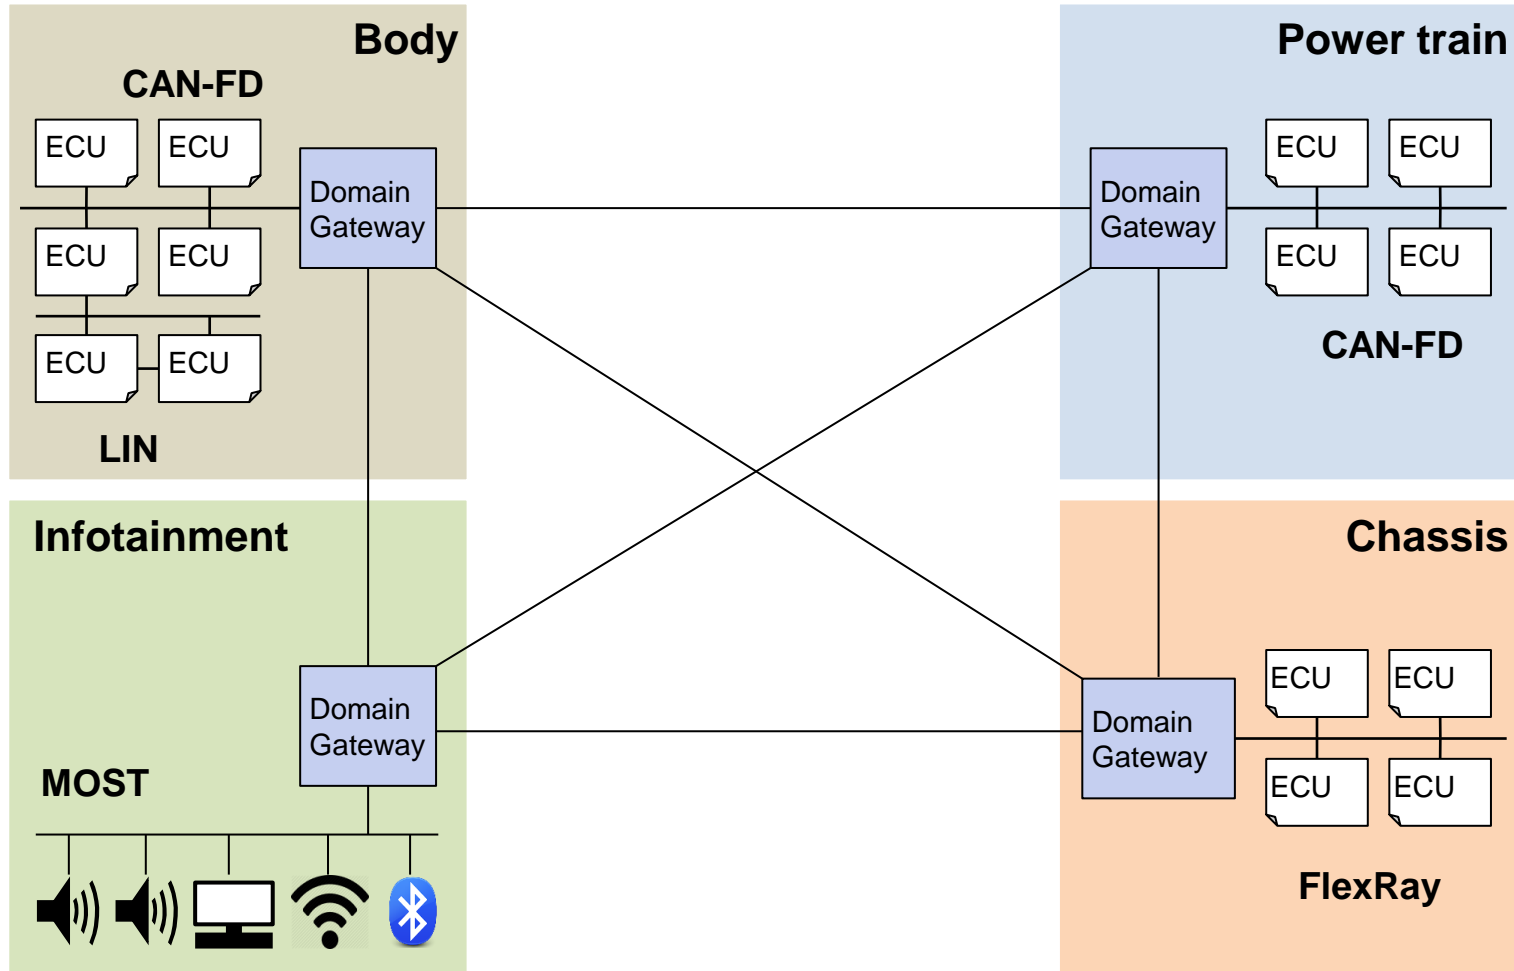 Body
CAN-FD
ECU
ECU
Domain
Gateway
ECU
ECU
ECU
ECU
LIN
Power train
Domain
Gateway
ECU
ECU
ECU
ECU
CAN-FD
Infotainment
Domain
Gateway
MOST
Chassis
Domain
Gateway
ECU
ECU
ECU
ECU
FlexRay